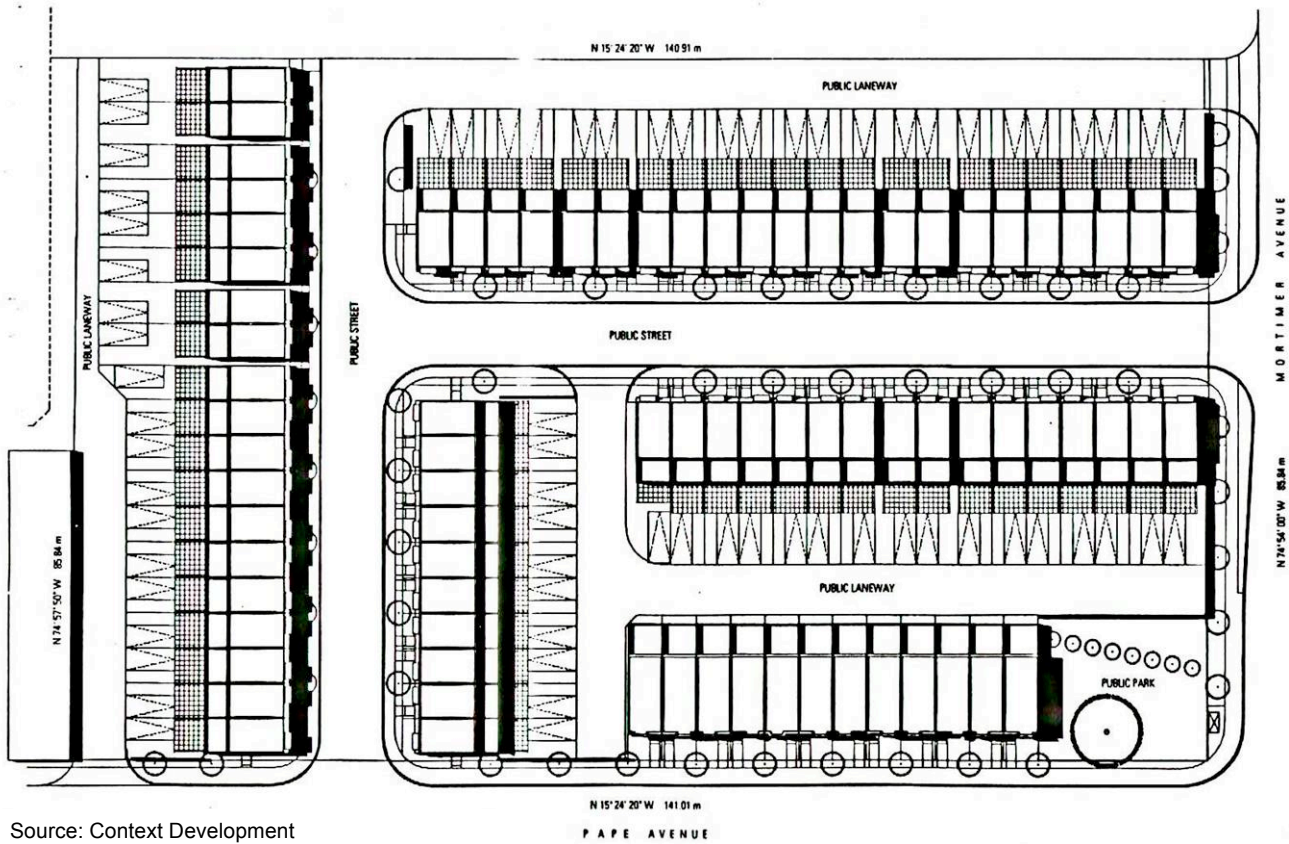 N 15° 24' 20" W 140.91 m
PUBLIC LANEWAY
PUBLIC LANEWAY
PUBLIC STREET
PUBLIC STREET
MORTIMER AVENUE
N 74° 57' 50" W 85.84 m
N 74° 54' 00" W 85.84 m
PUBLIC LANEWAY
PUBLIC PARK
N 15° 24' 20" W 141.01 m
PAPE AVENUE
Source: Context Development